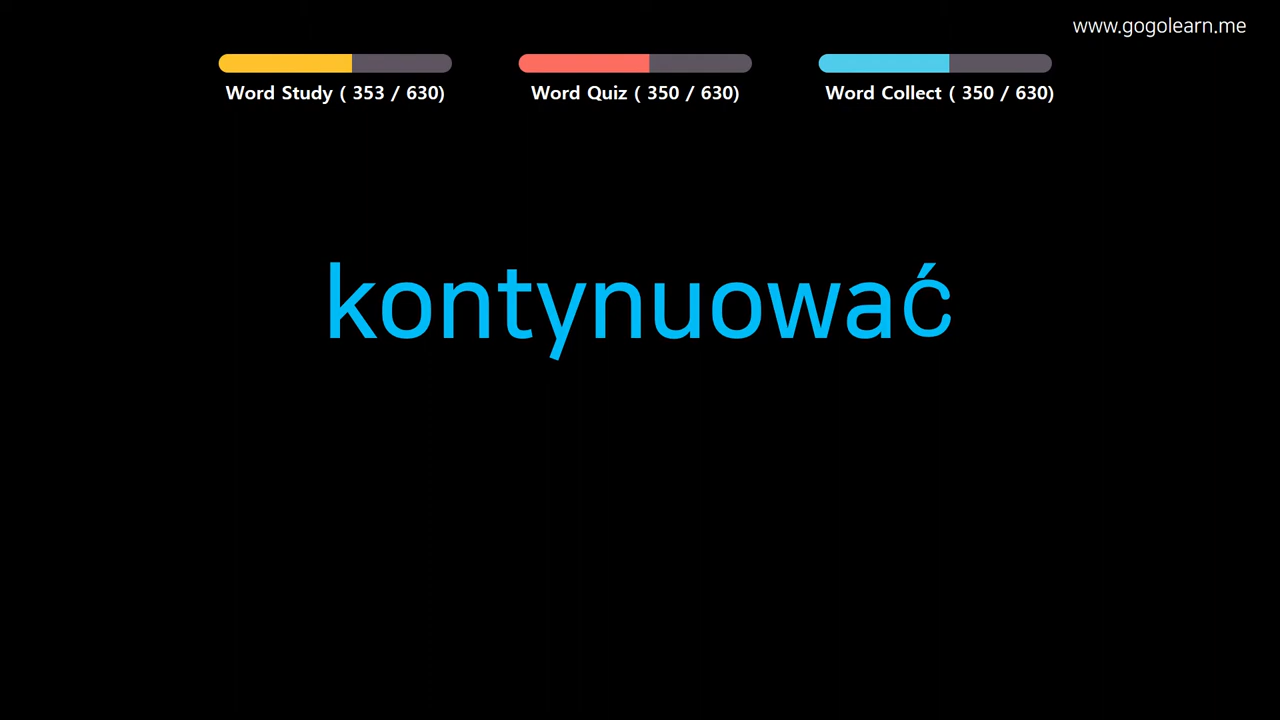 www.gogolearn.me
Word Study ( 353 / 630)
Word Quiz ( 350 / 630)
Word Collect ( 350 / 630)
kontynuować